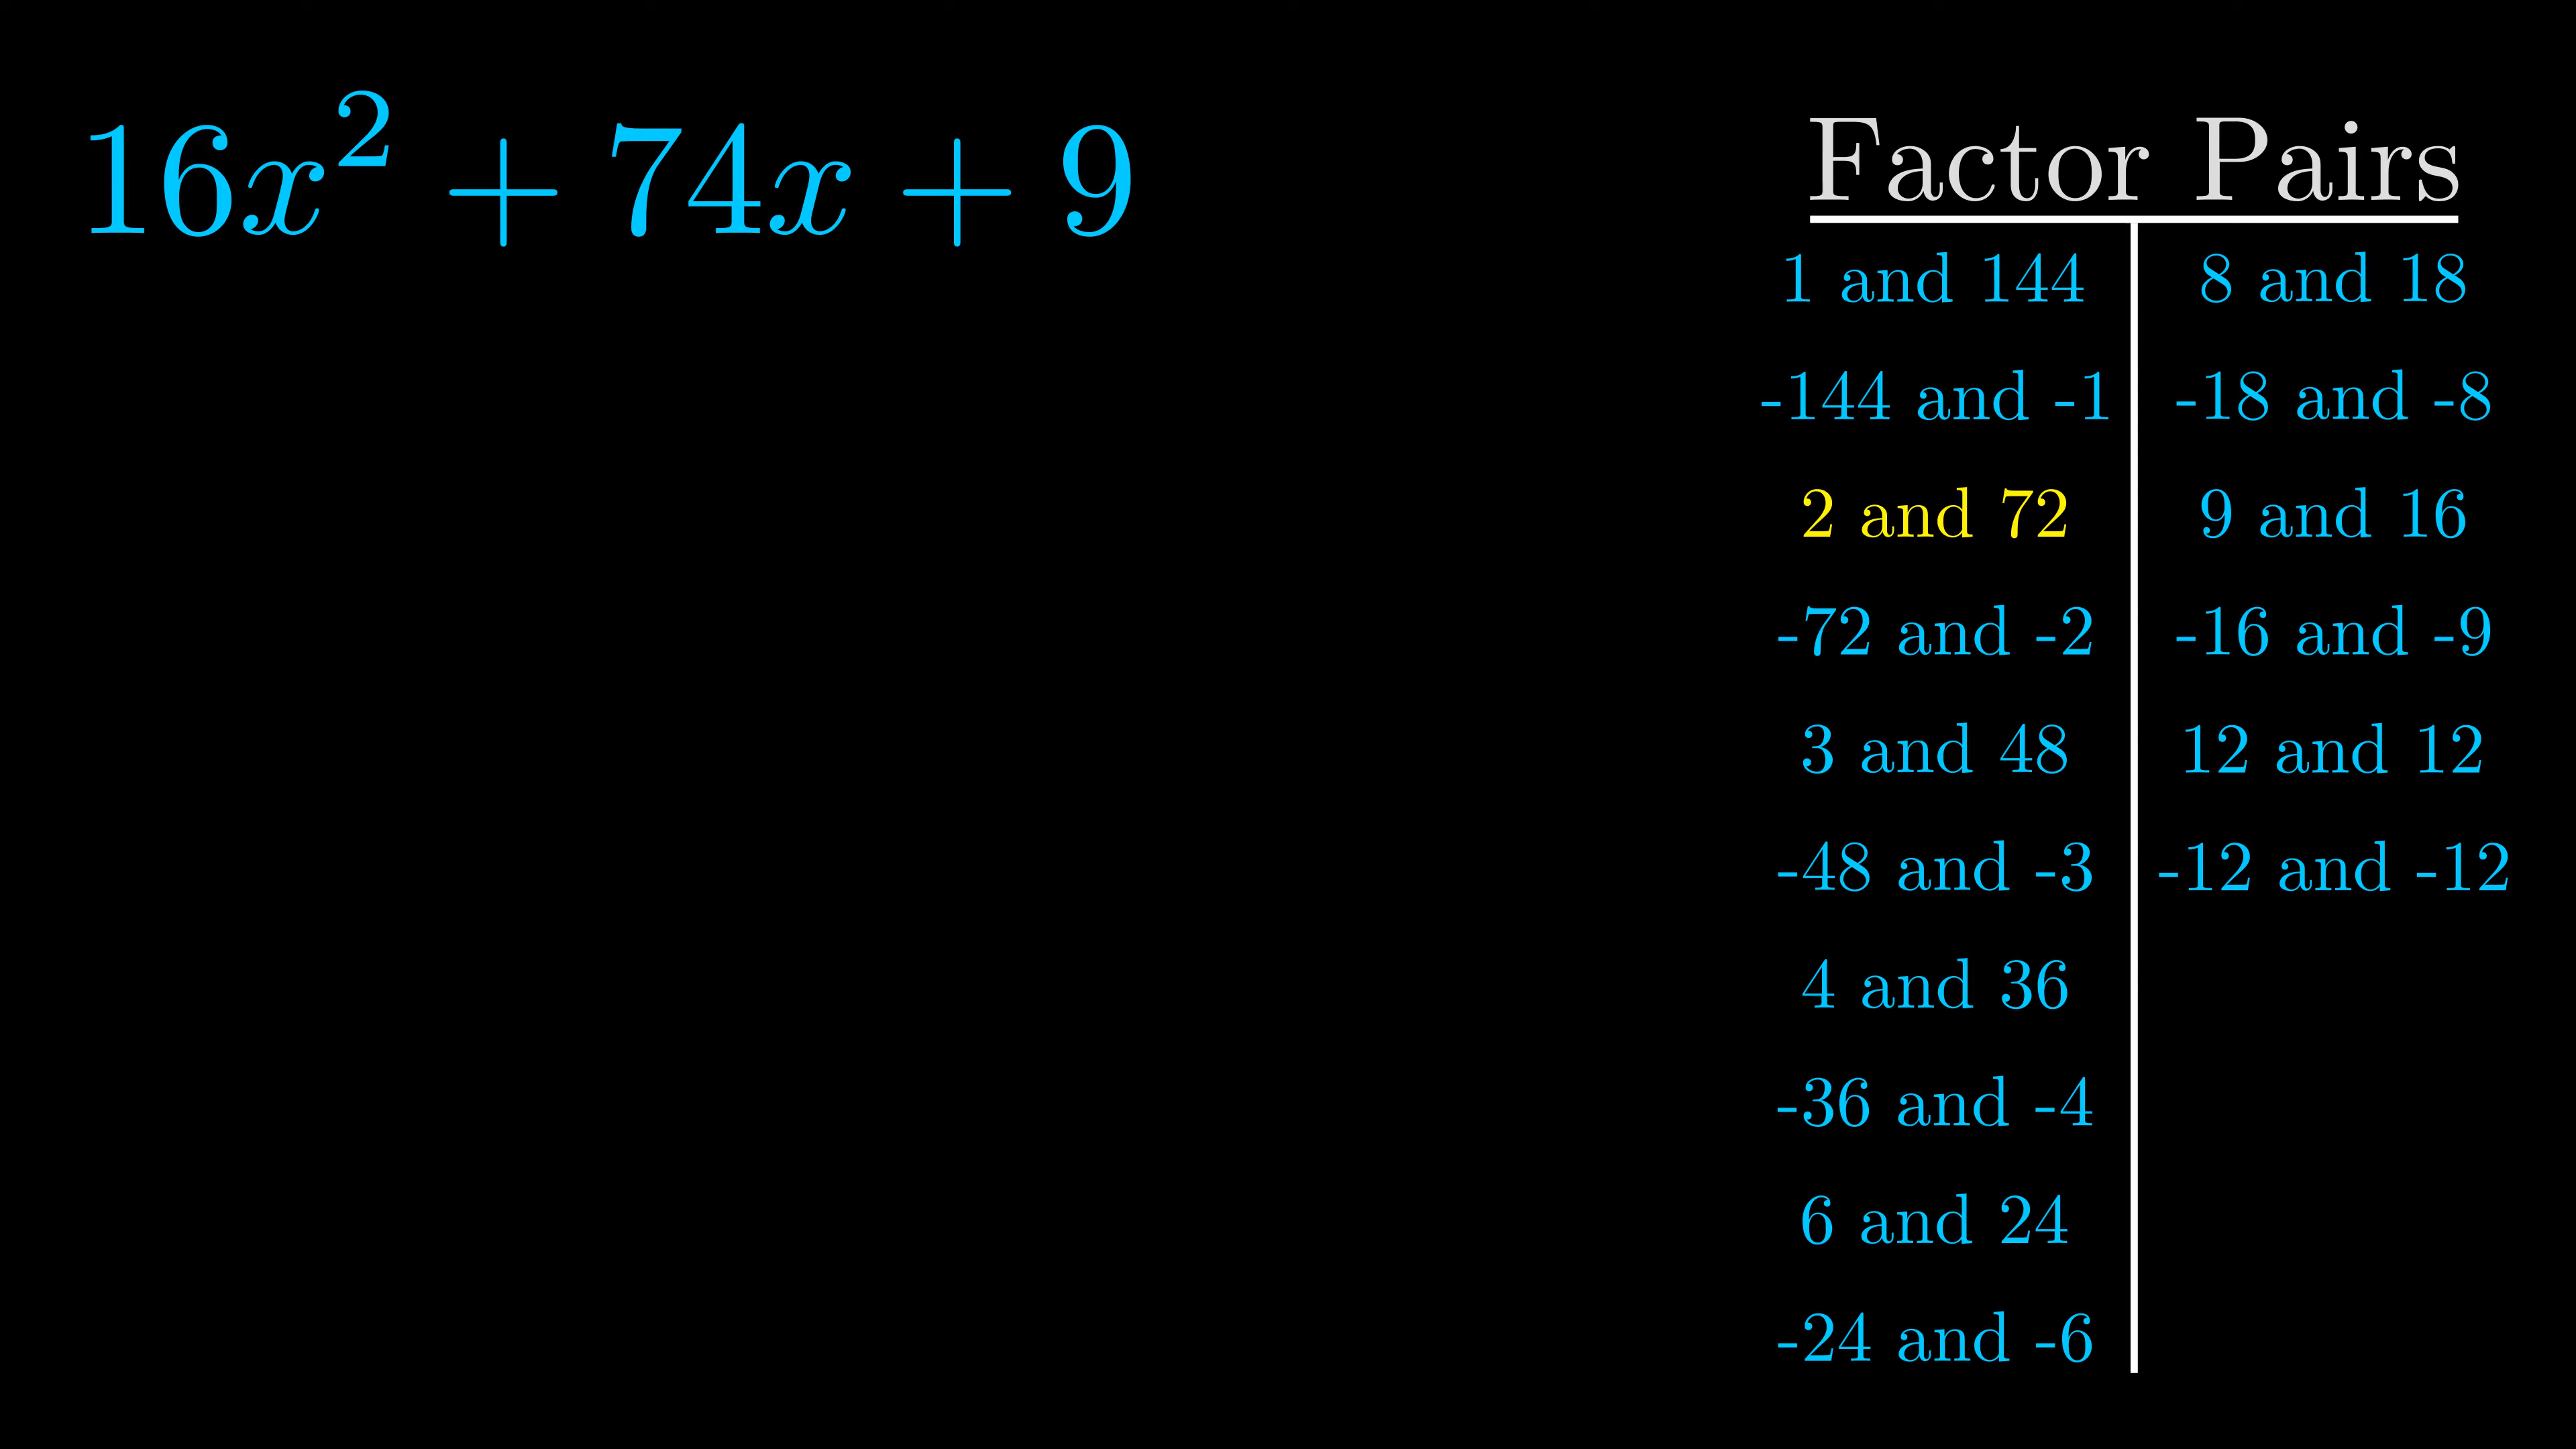 16x² + 74x + 9
Factor Pairs
1 and 144
-144 and -1
2 and 72
-72 and -2
3 and 48
-48 and -3
4 and 36
-36 and -4
6 and 24
-24 and -6
8 and 18
-18 and -8
9 and 16
-16 and -9
12 and 12
-12 and -12